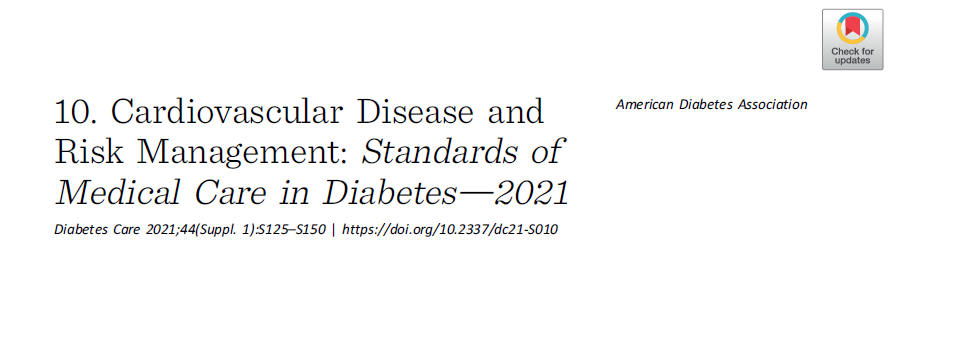 Check for
updates
10. Cardiovascular Disease and
Risk Management: Standards of
Medical Care in Diabetes—2021
Diabetes Care 2021;44(Suppl. 1):S125–S150 | https://doi.org/10.2337/dc21-S010
American Diabetes Association